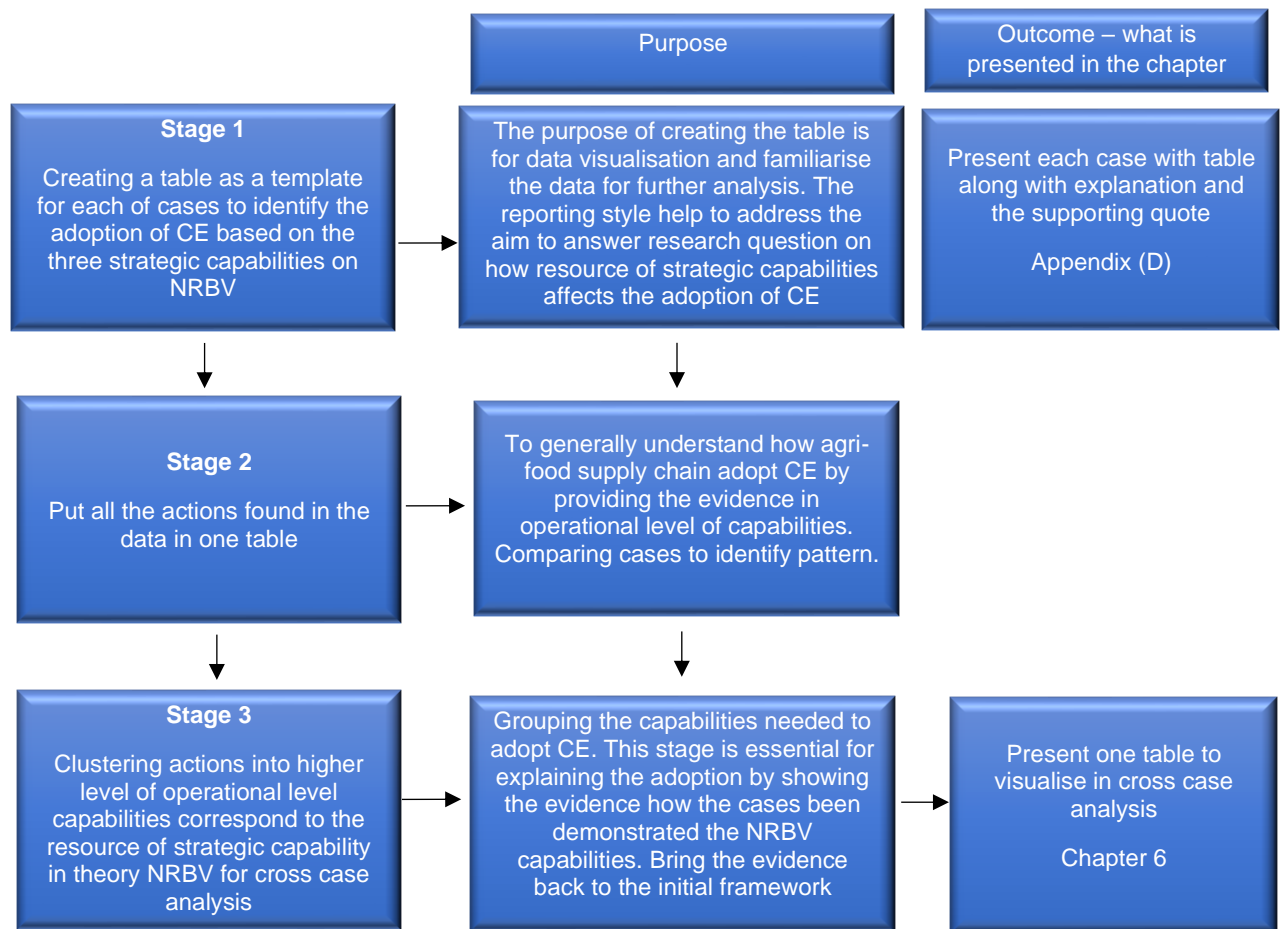 Purpose
Outcome – what is
presented in the chapter
Stage 1
Creating a table as a template
for each of cases to identify the
adoption of CE based on the
three strategic capabilities on
NRBV
The purpose of creating the table is
for data visualisation and familiarise
the data for further analysis. The
reporting style help to address the
aim to answer research question on
how resource of strategic capabilities
affects the adoption of CE
Present each case with table
along with explanation and
the supporting quote
Appendix (D)
Stage 2
Put all the actions found in the
data in one table
To generally understand how agri-
food supply chain adopt CE by
providing the evidence in
operational level of capabilities.
Comparing cases to identify pattern.
Stage 3
Clustering actions into higher
level of operational level
capabilities correspond to the
resource of strategic capability
in theory NRBV for cross case
analysis
Grouping the capabilities needed to
adopt CE. This stage is essential for
explaining the adoption by showing
the evidence how the cases been
demonstrated the NRBV
capabilities. Bring the evidence
back to the initial framework
Present one table to
visualise in cross case
analysis
Chapter 6